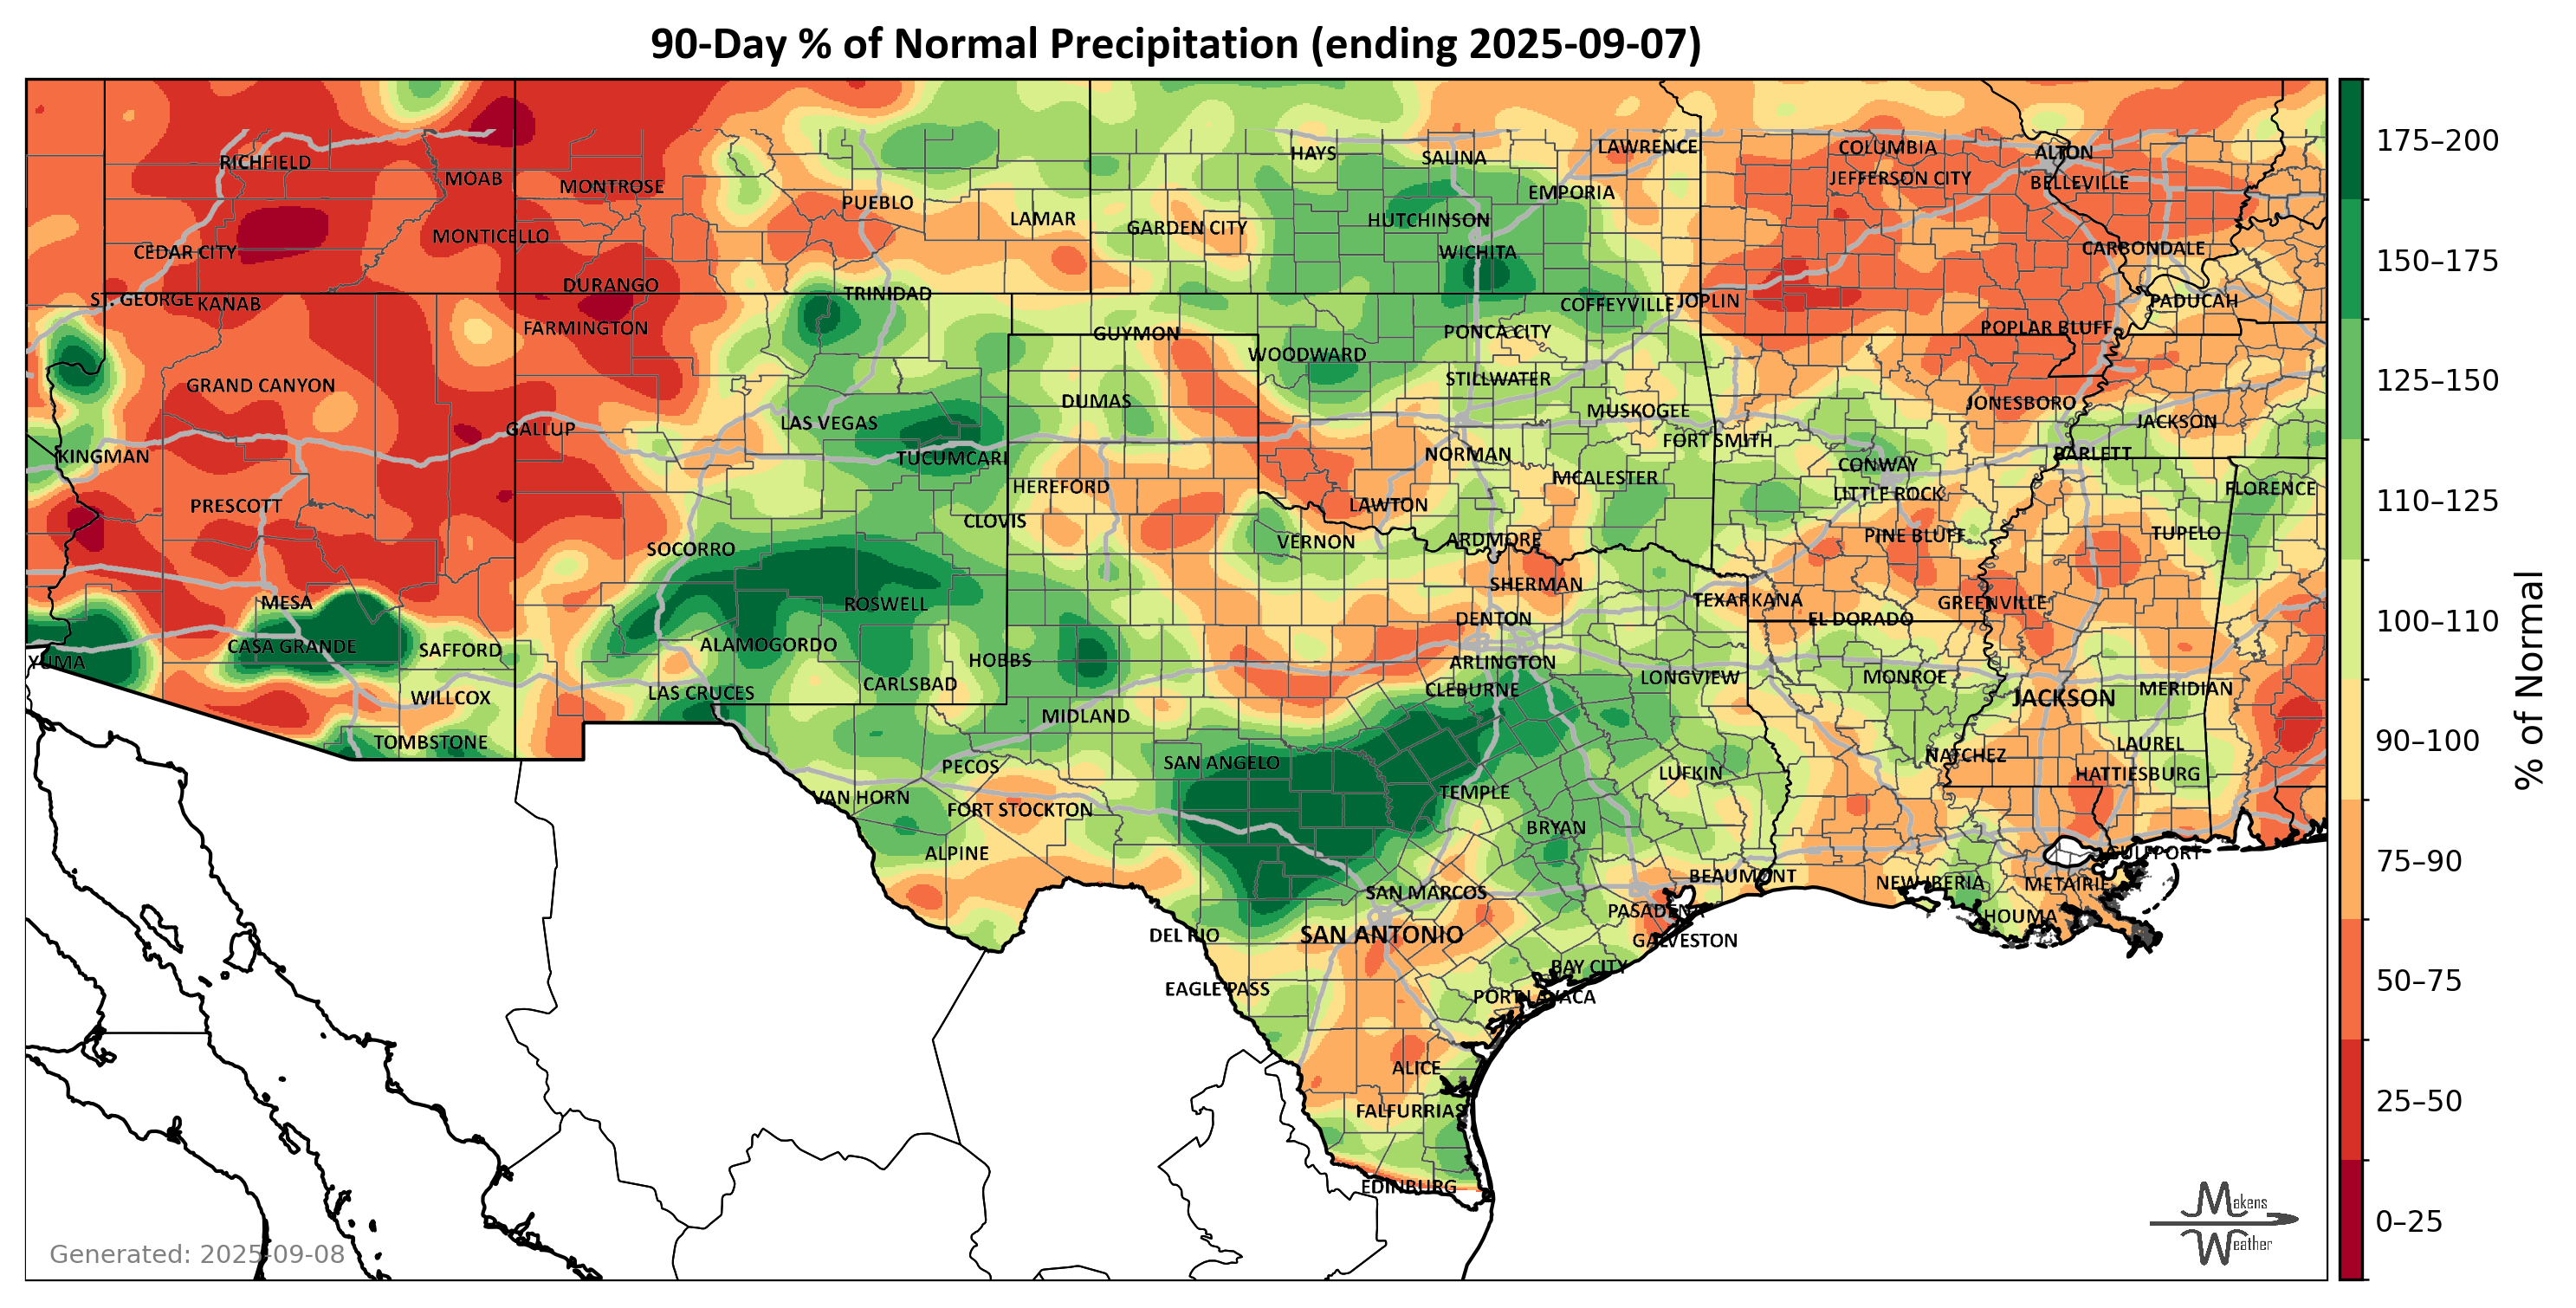 90-Day % of Normal Precipitation (ending 2025-09-07)
HAYS
SALINA
LAWRENCE
COLUMBIA
ALTON
RICHFIELD
MOAB
MONTROSE
JEFFERSON CITY
BELLEVILLE
PUEBLO
LAMAR
EMPORIA
GARDEN CITY
HUTCHINSON
CEDAR CITY
MONTICELLO
WICHITA
CARBONDALE
DURANGO
TRINIDAD
ST. GEORGE
KANAB
COFFEYVILLE
JOPLIN
PADUCAH
FARMINGTON
GUYMON
PONCA CITY
POPLAR BLUFF
WOODWARD
GRAND CANYON
STILLWATER
DUMAS
MUSKOGEE
JONESBORO
JACKSON
GALLUP
LAS VEGAS
FORT SMITH
KINGMAN
TUCUMCARI
NORMAN
BARLETT
CONWAY
MCALESTER
HEREFORD
LITTLE ROCK
FLORENCE
PRESCOTT
LAWTON
CLOVIS
PINE BLUFF
TUPELO
SOCORRO
VERNON
ARDMORE
SHERMAN
MESA
ROSWELL
TEXARKANA
GREENVILLE
DENTON
EL DORADO
CASA GRANDE
SAFFORD
ALAMOGORDO
YUMA
HOBBS
ARLINGTON
LONGVIEW
MONROE
WILLCOX
LAS CRUCES
CARLSBAD
CLEBURNE
JACKSON
MERIDIAN
MIDLAND
TOMBSTONE
LAUREL
PECOS
SAN ANGELO
NATCHEZ
LUFKIN
HATTIESBURG
VAN HORN
FORT STOCKTON
TEMPLE
BRYAN
ALPINE
GULFPORT
BEAUMONT
NEW IBERIA
METAIRIE
SAN MARCOS
PASADENA
HOUMA
DEL RIO
SAN ANTONIO
GALVESTON
BAY CITY
EAGLE PASS
PORT LAVACA
ALICE
FALFURRIAS
EDINBURG
175–200
150–175
125–150
110–125
100–110
90–100
75–90
50–75
25–50
0–25
% of Normal
Generated: 2025-09-08
Makens
Weather